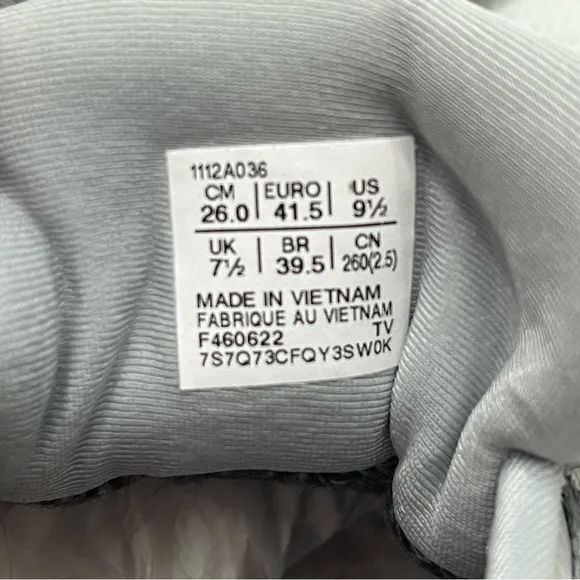 1112A036
CM EURO US
26.0 41.5 9½
UK BR CN
7½ 39.5 260(2.5)
MADE IN VIETNAM
FABRIQUE AU VIETNAM
F460622 TV
7S7Q73CFQY3SW0K